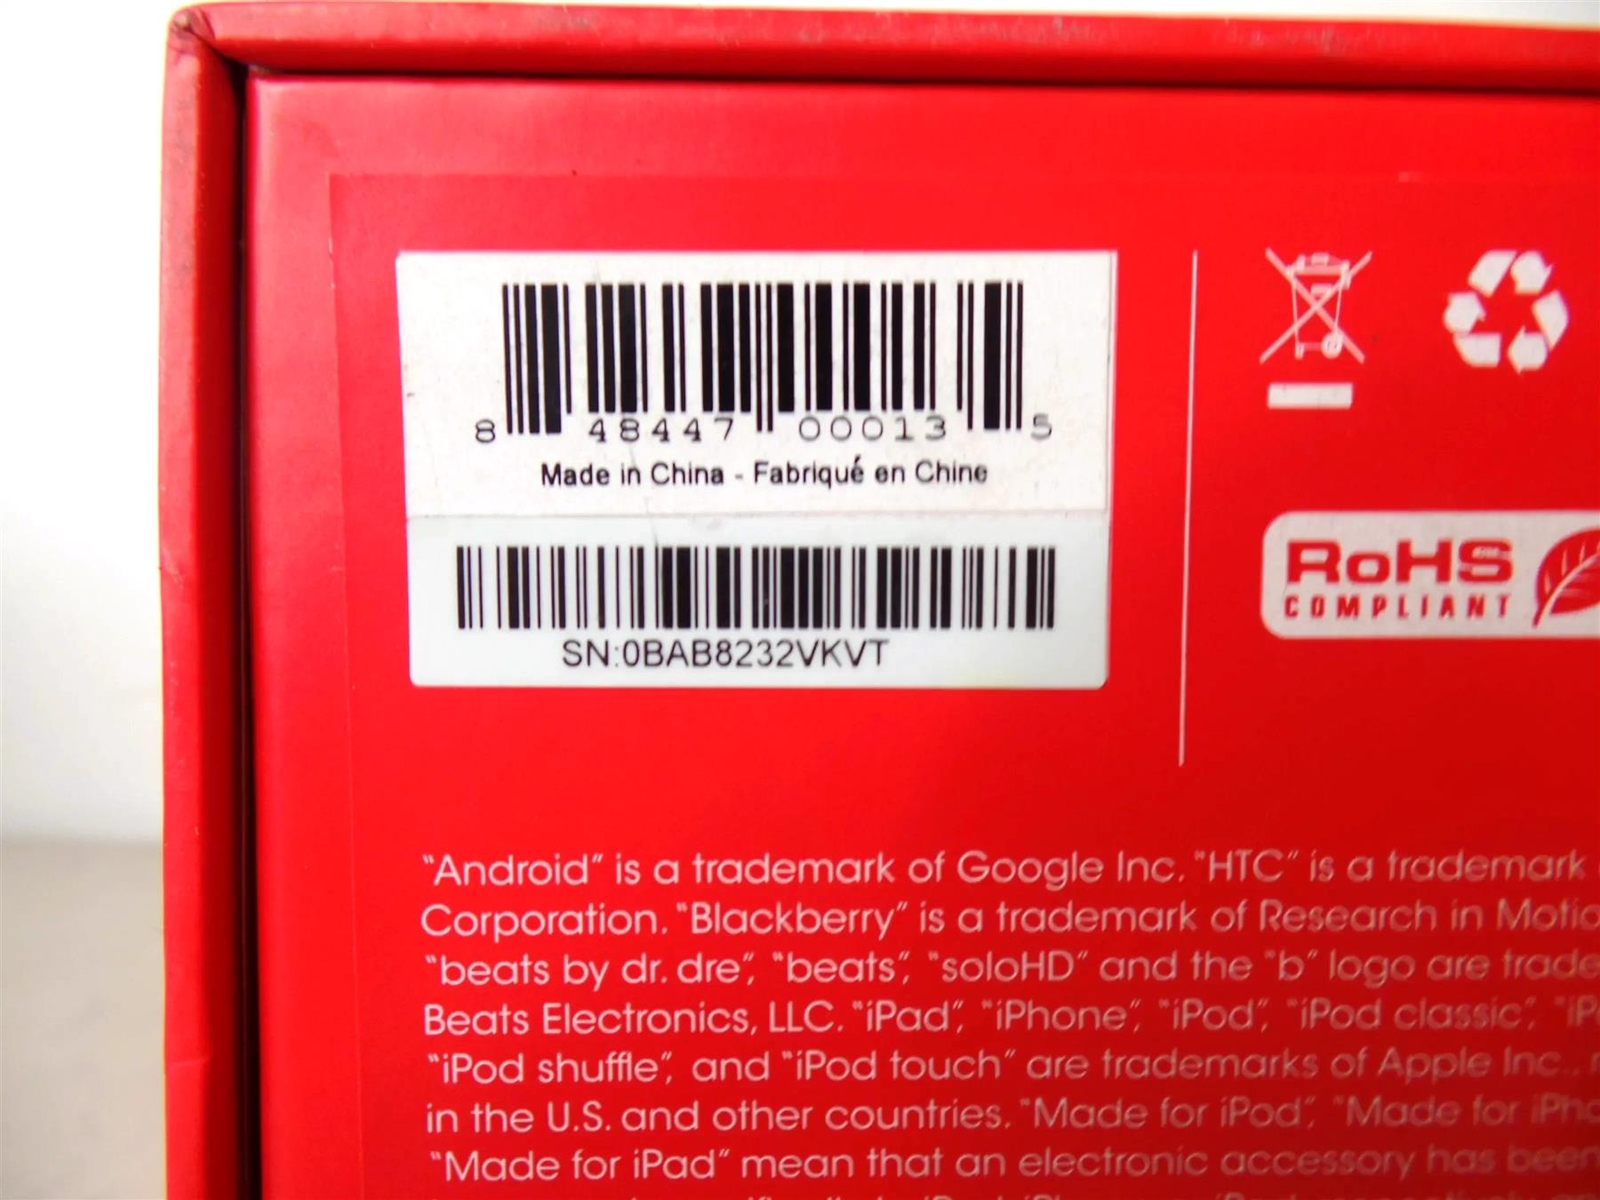 8 48447 00013 5
Made in China - Fabriqué en Chine
SN:0BAB8232VKVT
RoHS
COMPLIANT
"Android" is a trademark of Google Inc. "HTC" is a trademark
Corporation. "Blackberry" is a trademark of Research in
"beats by dr. dre", "beats", "soloHD" and the "b" logo are
Beats Electronics, LLC. "iPad", "iPhone", "iPod", "iPod classic",
"iPod shuffle", and "iPod touch" are trademarks of Apple Inc.,
in the U.S. and other countries. "Made for iPod", "Made for
"Made for iPad" mean that an electronic accessory has been